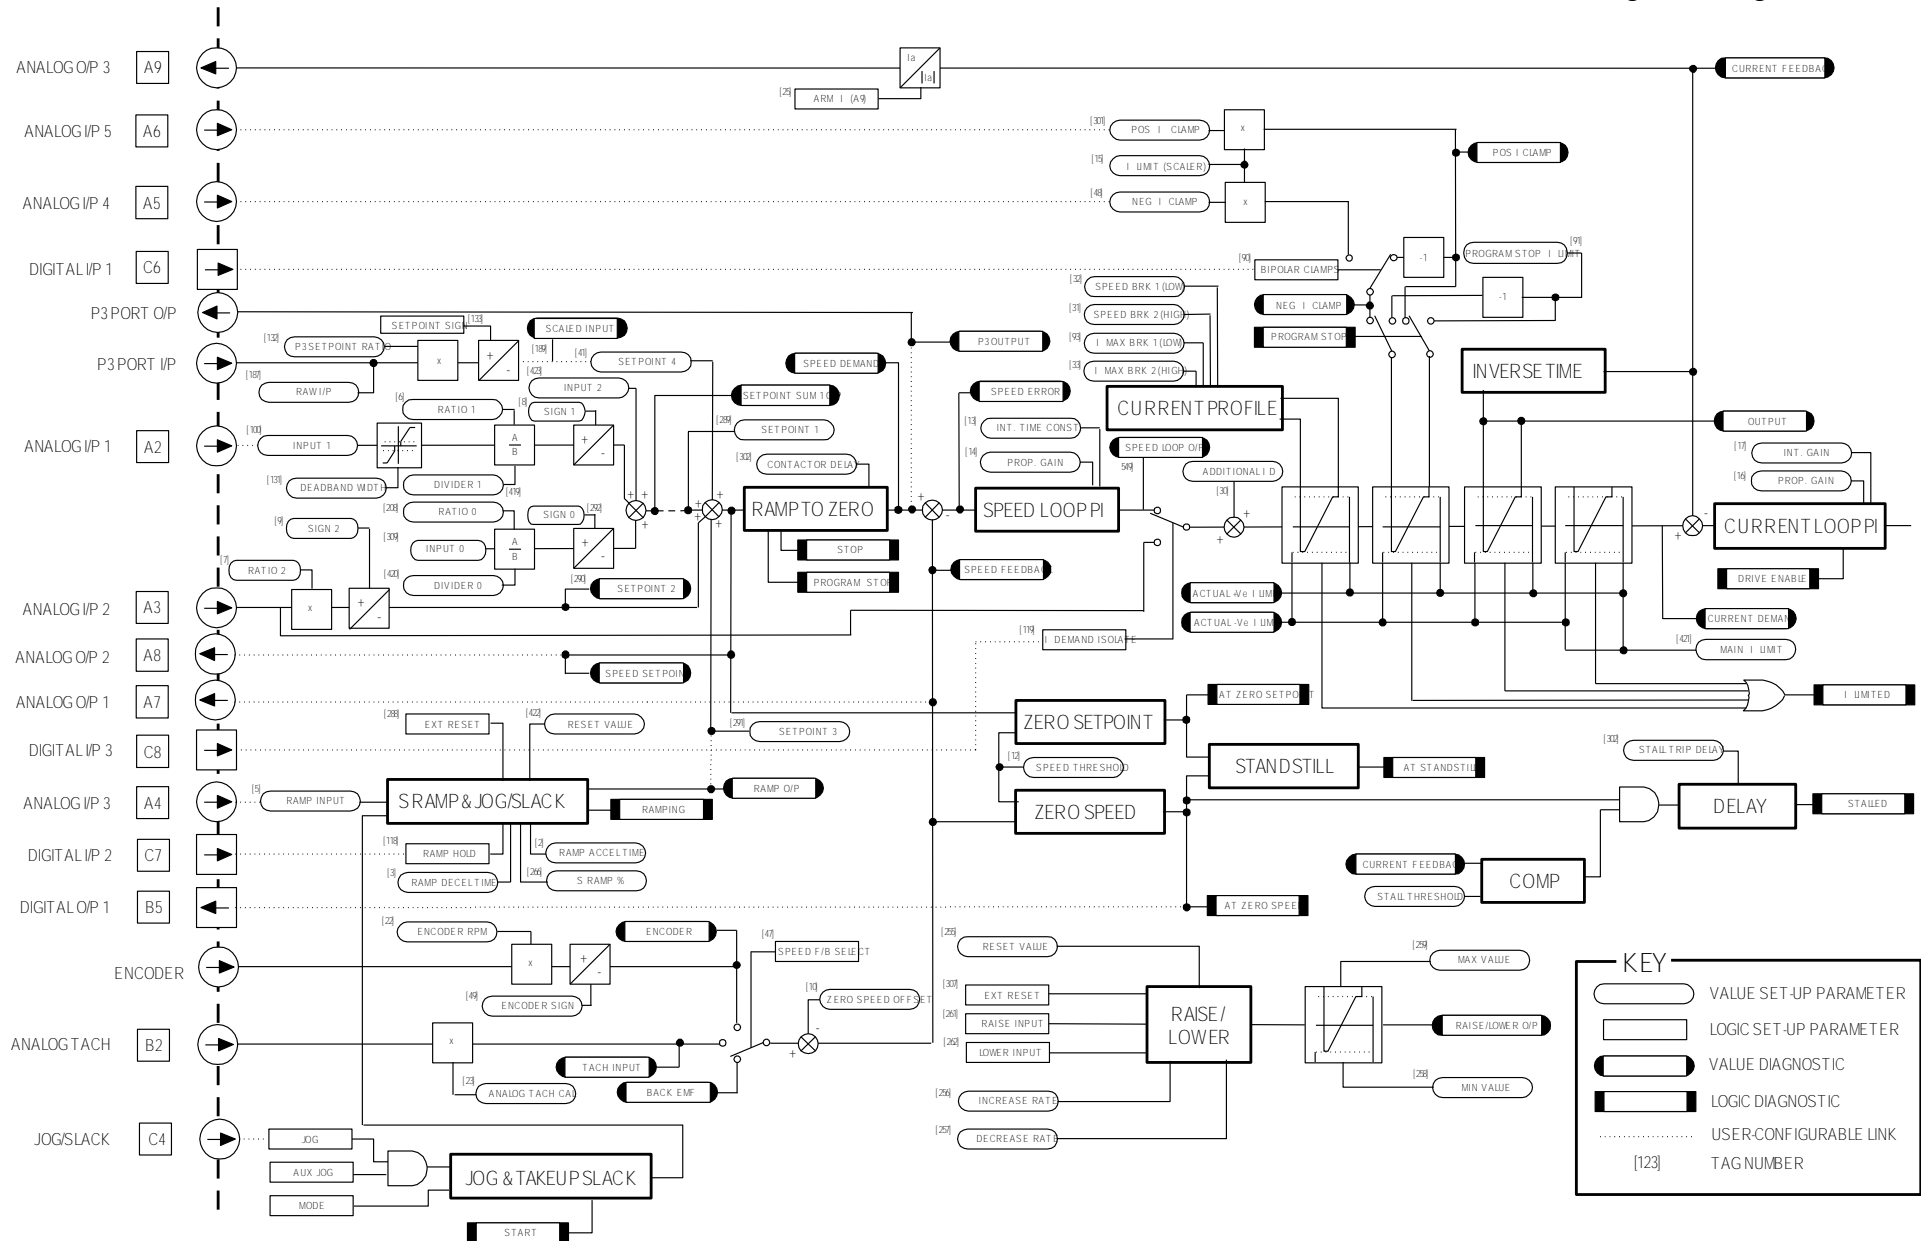 ANALOG O/P 3
A9
Ia
|Ia|
CURRENT FEEDBA
[25]
ARM I (A9)
ANALOG I/P 5
A6
[301]
POS I CLAMP
x
POS I CLAMP
[15]
I LIMIT (SCALER)
ANALOG I/P 4
A5
[48]
NEG I CLAMP
x
DIGITAL I/P 1
C6
[90]
BIPOLAR CLAMPS
-1
PROGRAM STOP I LIMIT
[91]
-1
NEG I CLAMP
PROGRAM STOP
P3 PORT O/P
[32]
SPEED BRK 1 (LOW)
[31]
SPEED BRK 2 (HIGH)
[93]
I MAX BRK 1 (LOW)
[33]
I MAX BRK 2 (HIGH)
CURRENT PROFILE
INVERSE TIME
SETPOINT SIGN
[133]
SCALED INPUT
P3 OUTPUT
[132]
P3 SETPOINT RATIO
x
+
-
[189]
[41]
SETPOINT 4
SPEED DEMAND
P3 PORT I/P
[187]
RAW I/P
[423]
INPUT 2
SETPOINT SUM 1 O
SPEED ERROR
[6]
RATIO 1
[8]
SIGN 1
[289]
SETPOINT 1
[13]
INT. TIME CONST
SPEED LOOP O/P
549]
OUTPUT
ANALOG I/P 1
A2
[100]
INPUT 1
A
B
+
-
[302]
CONTACTOR DELAY
[14]
PROP. GAIN
ADDITIONAL I D
[30]
[17]
INT. GAIN
[16]
PROP. GAIN
[131]
DEADBAND WIDTH
DIVIDER 1
[419]
[208]
RATIO 0
SIGN 0
[292]
RAMP TO ZERO
SPEED LOOP PI
CURRENT LOOP PI
[9]
SIGN 2
[309]
INPUT 0
A
B
+
-
STOP
PROGRAM STOP
SPEED FEEDBACK
DRIVE ENABLE
[7]
RATIO 2
[420]
DIVIDER 0
[290]
SETPOINT 2
ACTUAL -Ve I LIM
ACTUAL -Ve I LIM
ANALOG I/P 2
A3
x
+
-
[119]
I DEMAND ISOLATE
CURRENT DEMAN
[421]
MAIN I LIMIT
ANALOG O/P 2
A8
SPEED SETPOIN
ANALOG O/P 1
A7
AT ZERO SETPOINT
I LIMITED
[288]
EXT RESET
[422]
RESET VALUE
[291]
SETPOINT 3
ZERO SETPOINT
DIGITAL I/P 3
C8
[12]
SPEED THRESHOLD
STANDSTILL
AT STANDSTILL
[302]
STALL TRIP DELAY
ANALOG I/P 3
A4
[5]
RAMP INPUT
S RAMP & JOG/SLACK
RAMP O/P
RAMPING
ZERO SPEED
DELAY
STALLED
DIGITAL I/P 2
C7
[118]
RAMP HOLD
[2]
RAMP ACCEL TIME
[3]
RAMP DECEL TIME
[266]
S RAMP %
CURRENT FEEDBA
STALL THRESHOLD
COMP
DIGITAL O/P 1
B5
AT ZERO SPEED
[22]
ENCODER RPM
ENCODER
[47]
SPEED F/B SELECT
ENCODER
x
+
-
[49]
ENCODER SIGN
[10]
ZERO SPEED OFFSET
ANALOG TACH
B2
x
TACH INPUT
BACK EMF
[23]
ANALOG TACH CAL
[255]
RESET VALUE
[307]
EXT RESET
[261]
RAISE INPUT
[262]
LOWER INPUT
[256]
INCREASE RATE
[257]
DECREASE RATE
RAISE/
LOWER
[259]
MAX VALUE
RAISE/LOWER O/P
[258]
MIN VALUE
JOG/SLACK
C4
JOG
AUX JOG
MODE
JOG & TAKE UP SLACK
START
KEY
VALUE SET-UP PARAMETER
LOGIC SET-UP PARAMETER
VALUE DIAGNOSTIC
LOGIC DIAGNOSTIC
USER-CONFIGURABLE LINK
[123]
TAG NUMBER